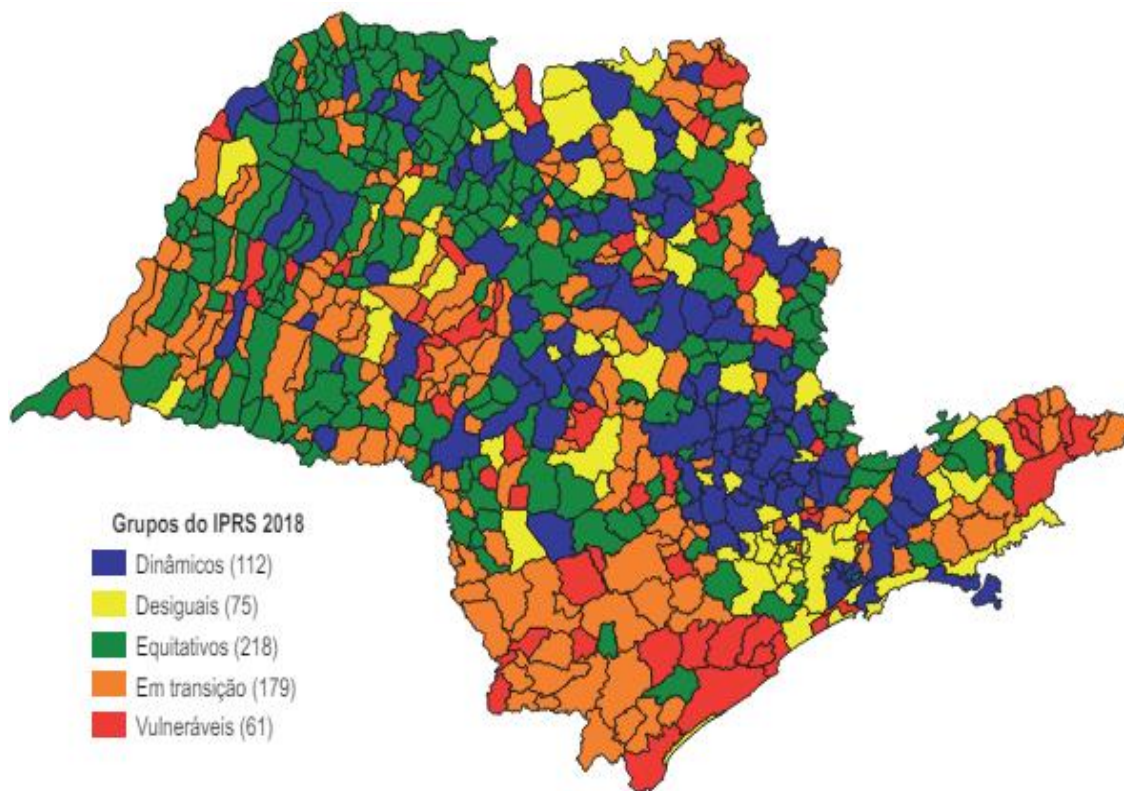 Grupos do IPRS 2018
Dinâmicos (112)
Desiguais (75)
Equitativos (218)
Em transição (179)
Vulneráveis (61)